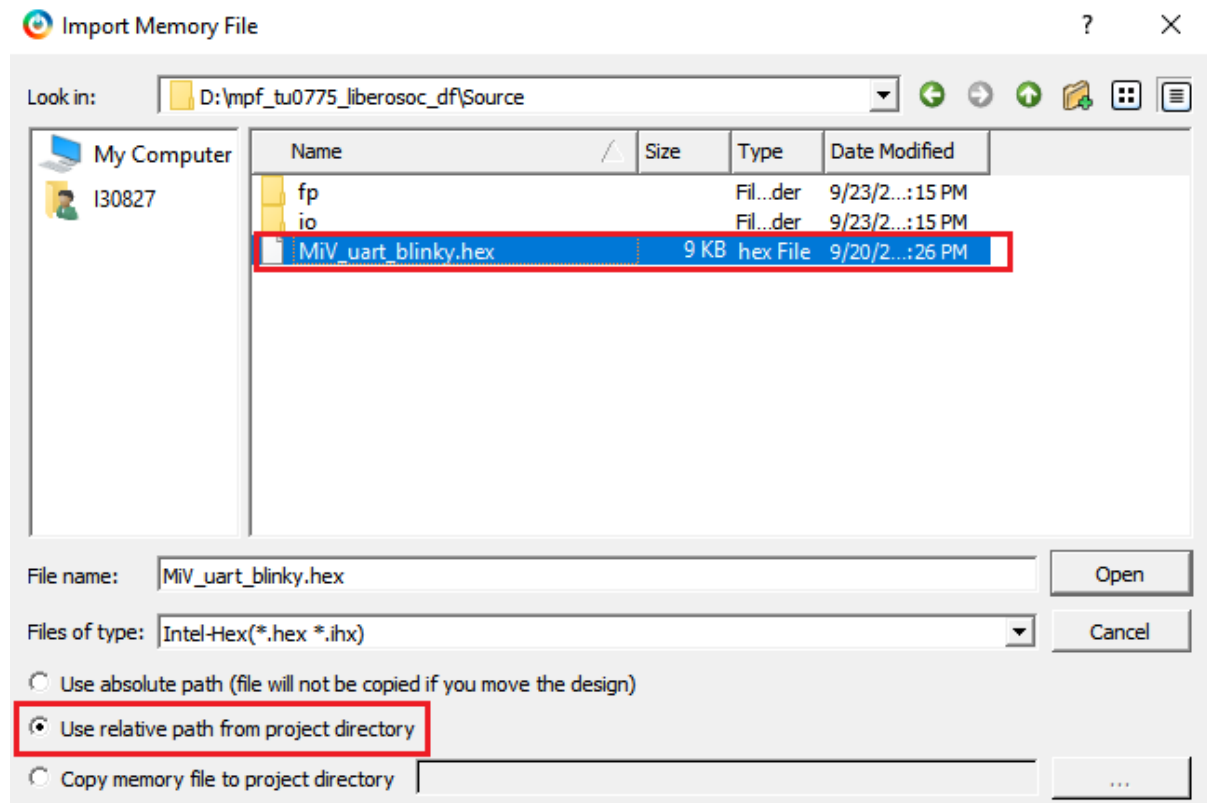 Import Memory File ?
Look in: D:\mpf_tu0775_liberosoc_df\Source
My Computer
I30827
Name Size Type Date Modified
fp Fil...der 9/23/2...:15 PM
io Fil...der 9/23/2...:15 PM
MiV_uart_blinky.hex 9 KB hex File 9/20/2...:26 PM
File name: MiV_uart_blinky.hex Open
Files of type: Intel-Hex(*.hex *.ihx) Cancel
Use absolute path (file will not be copied if you move the design)
Use relative path from project directory
Copy memory file to project directory ...